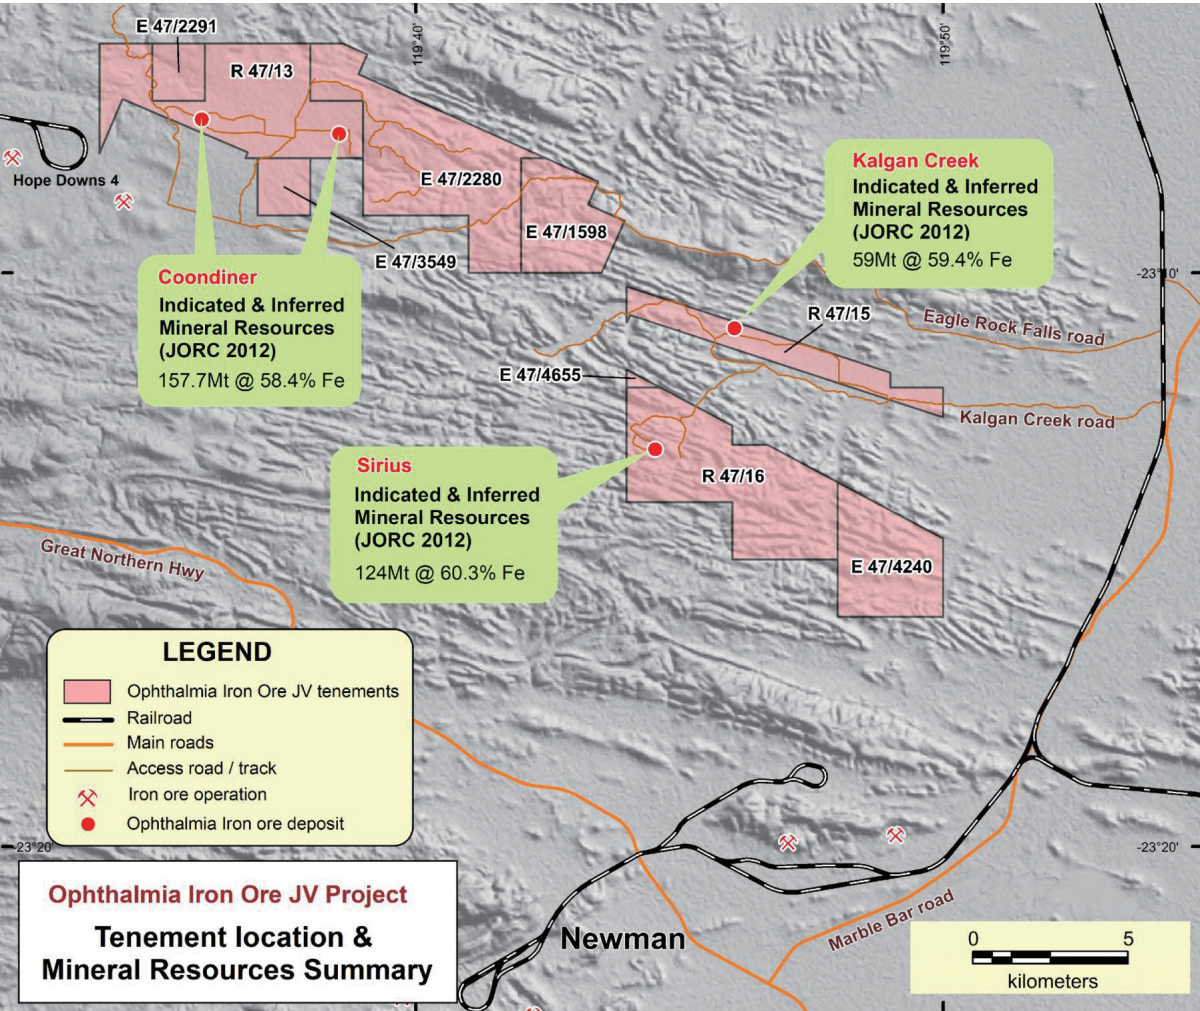 E 47/2291
R 47/13
119°40'
119°50'
Hope Downs 4
E 47/2280
E 47/1598
E 47/3549
Kalgan Creek
Indicated & Inferred
Mineral Resources
(JORC 2012)
59Mt @ 59.4% Fe
Coondiner
Indicated & Inferred
Mineral Resources
(JORC 2012)
157.7Mt @ 58.4% Fe
-23°10'
R 47/15
Eagle Rock Falls road
E 47/4655
Kalgan Creek road
Sirius
Indicated & Inferred
Mineral Resources
(JORC 2012)
124Mt @ 60.3% Fe
R 47/16
E 47/4240
Great Northern Hwy
LEGEND
Ophthalmia Iron Ore JV tenements
Railroad
Main roads
Access road / track
Iron ore operation
Ophthalmia Iron ore deposit
-23°20'
-23°20'
Ophthalmia Iron Ore JV Project
Tenement location &
Mineral Resources Summary
Newman
Marble Bar road
0 5
kilometers